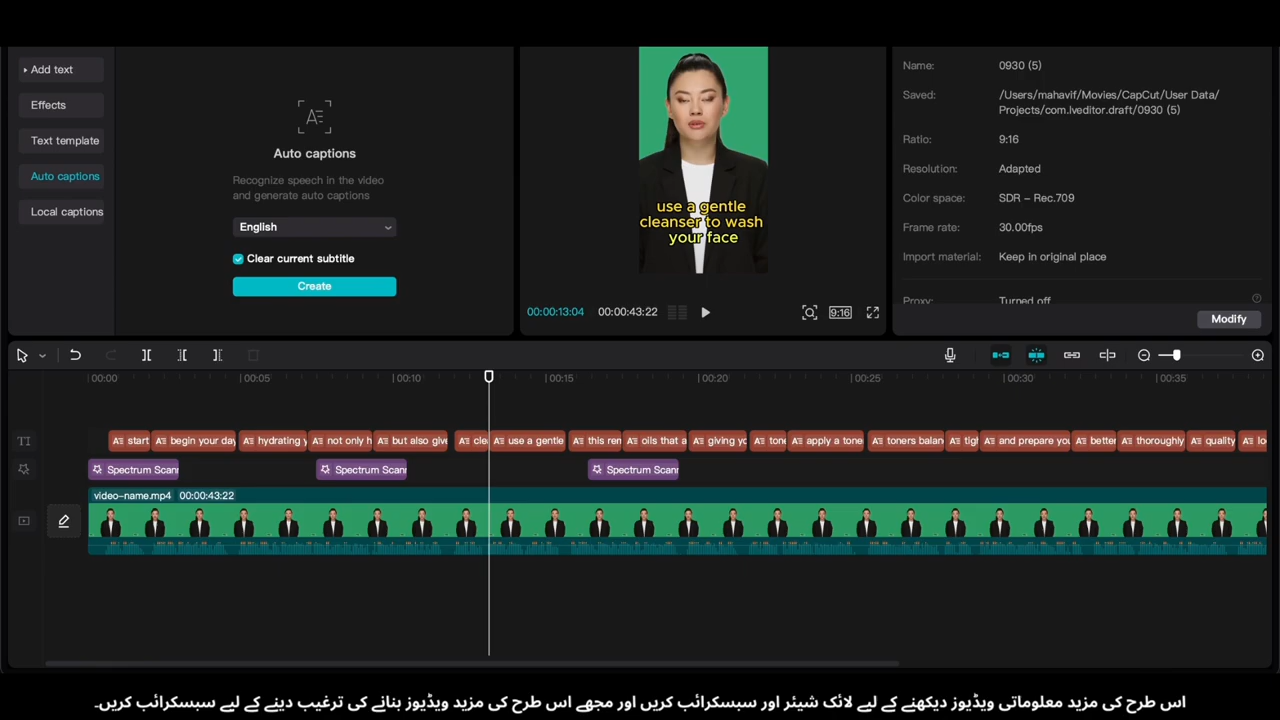 Add text
Effects
Text template
Auto captions
Local captions
Auto captions
Recognize speech in the video
and generate auto captions
English
Clear current subtitle
Create
use a gentle
cleanser to wash
your face
00:00:13:04 00:00:43:22
9:16
Name: 0930 (5)
Saved: /Users/mahavif/Movies/CapCut/User Data/
Projects/com.lveditor.draft/0930 (5)
Ratio: 9:16
Resolution: Adapted
Color space: SDR – Rec.709
Frame rate: 30.00fps
Import material: Keep in original place
Proxy: Turned off
Modify
00:00 00:05 00:10 00:15 00:20 00:25 00:30 00:35
start begin your day hydrating y not only h but also give clea use a gentle this ren oils that a giving yo tone apply a tone toners balan tigh and prepare you better thoroughly quality lo
Spectrum Scann Spectrum Scann Spectrum Scann
video-name.mp4 00:00:43:22
اس طرح کی مزید معلوماتی ویڈیوز دیکھنے کے لیے لائک شیئر اور سبسکرائب کریں اور مجھے اس طرح کی مزید ویڈیوز بنانے کی ترغیب دینے کے لیے سبسکرائب کریں۔